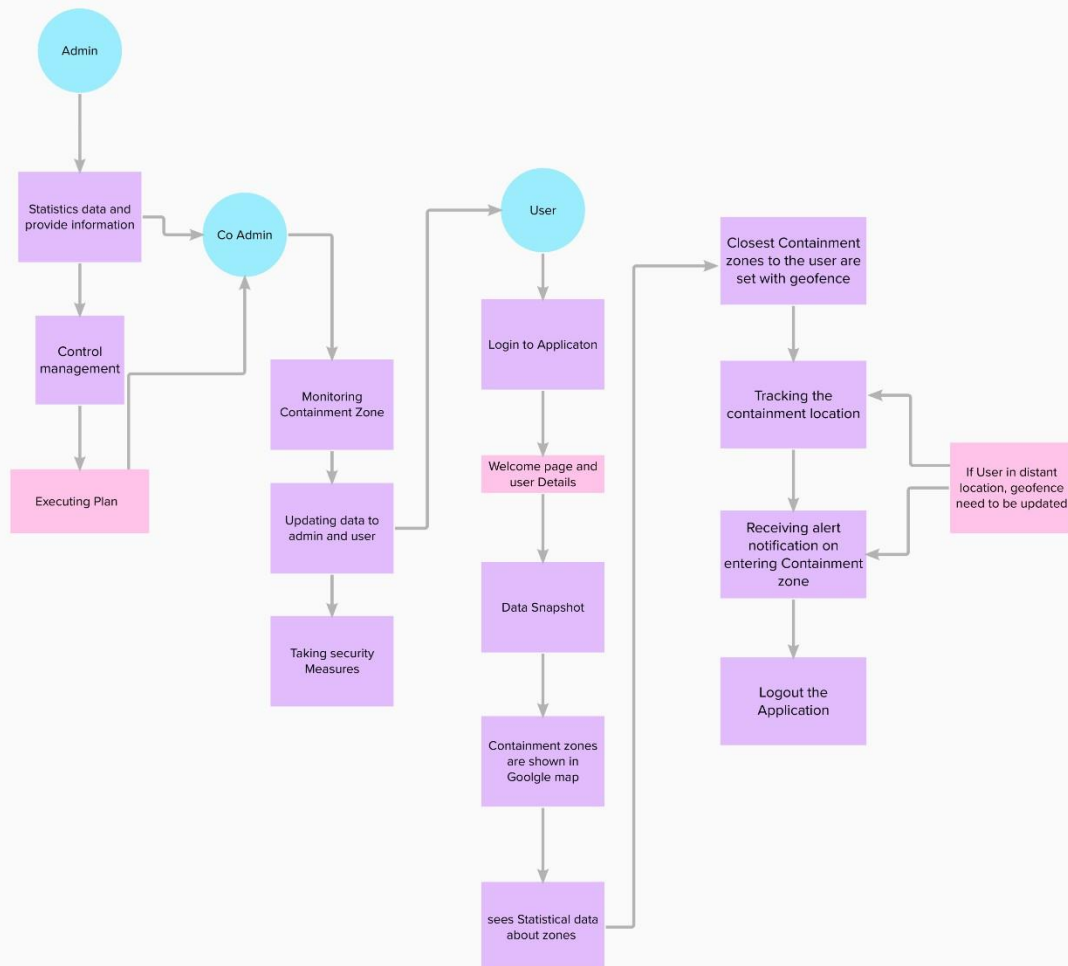 Admin
Statistics data and
provide information
Control
management
Executing Plan
Co Admin
Monitoring
Containment Zone
Updating data to
admin and user
Taking security
Measures
User
Login to Applicaton
Welcome page and
user Details
Data Snapshot
Containment zones
are shown in
Goolgle map
sees Statistical data
about zones
Closest Containment
zones to the user are
set with geofence
Tracking the
containment location
Receiving alert
notification on
entering Containment
zone
Logout the
Application
If User in distant
location, geofence
need to be updated